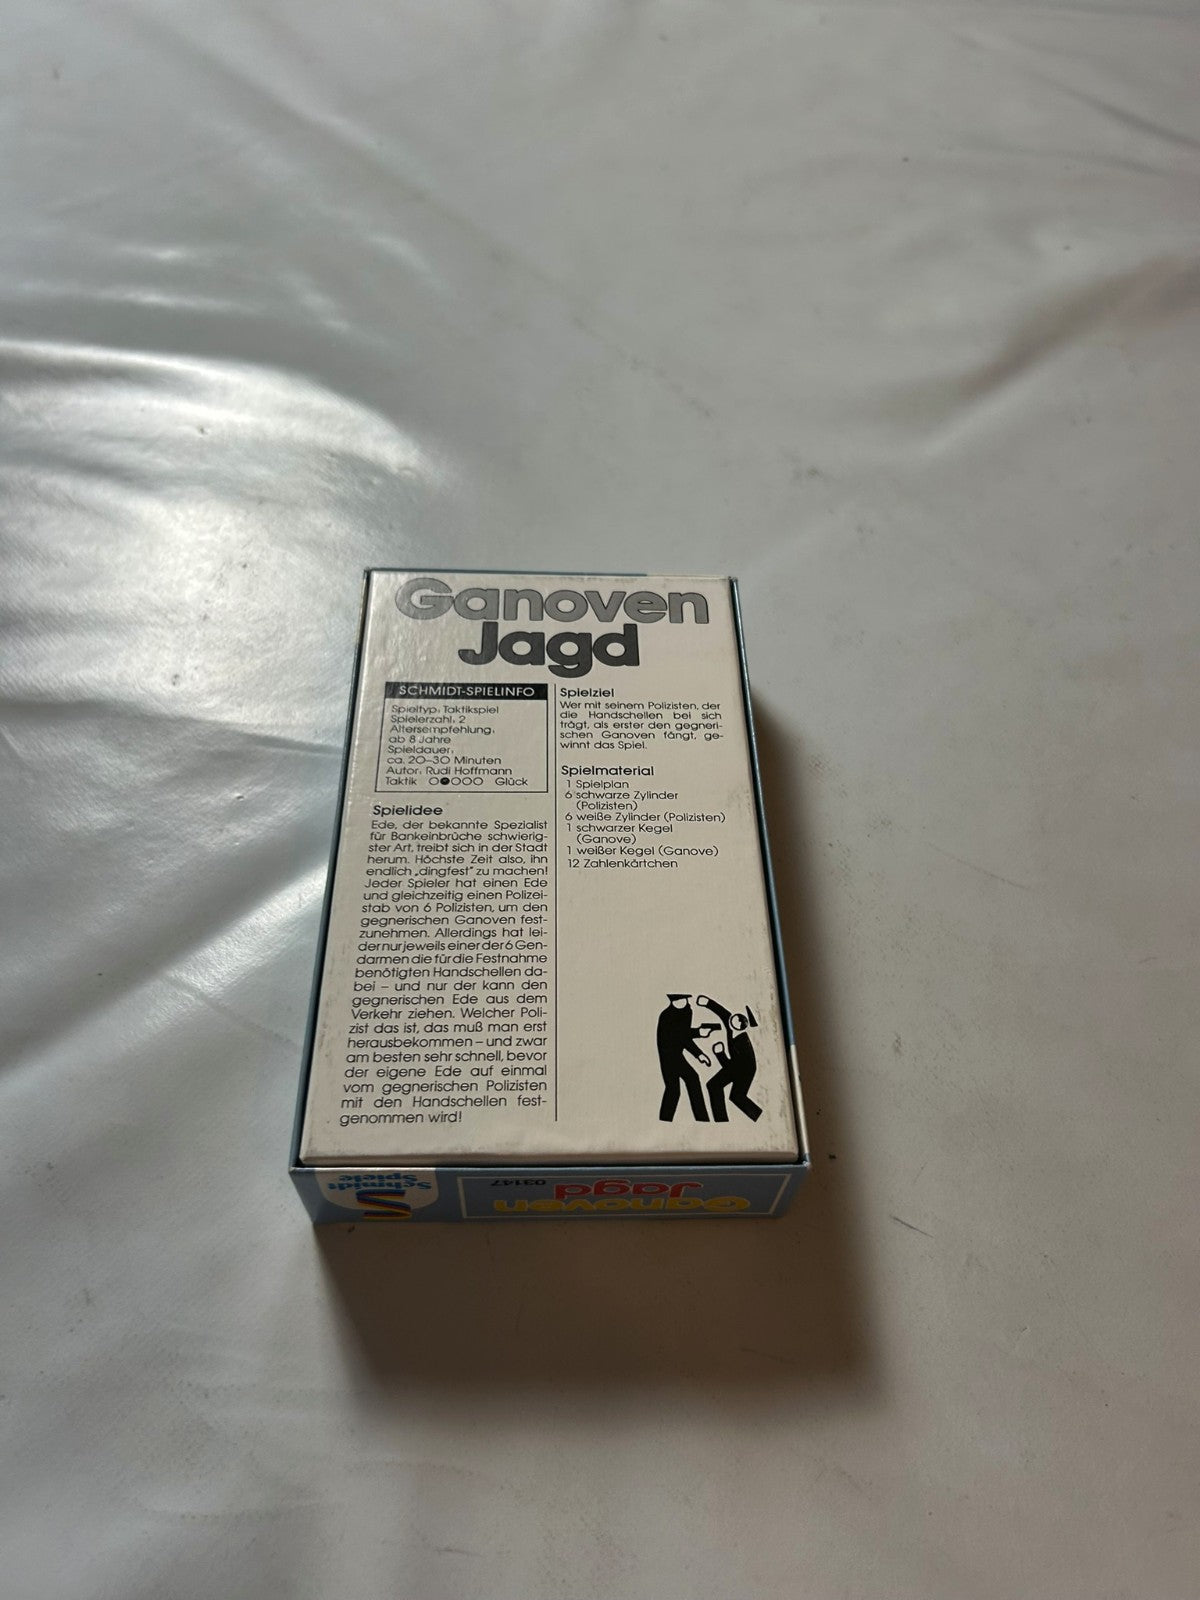 Ganoven
Jagd
SCHMIDT-SPIELINFO
Spieltyp: Taktikspiel
Spielerzahl: 2
Altersempfehlung:
ab 8 Jahre
Spieldauer:
ca. 20–30 Minuten
Autor: Rudi Hoffmann
Taktik Glück
Spielidee
Ede, der bekannte Spezialist
für Bankeinbrüche schwierig-
ster Art, treibt sich in der Stadt
herum. Höchste Zeit also, ihn
endlich „dingfest" zu machen!
Jeder Spieler hat einen Ede
und gleichzeitig einen Polizei-
stab von 6 Polizisten, um den
gegnerischen Ganoven fest-
zunehmen. Allerdings hat lei-
der nur jeweils einer der 6 Gen-
darmen die für die Festnahme
benötigten Handschellen da-
bei – und nur der kann den
gegnerischen Ede aus dem
Verkehr ziehen. Welcher Poli-
zist das ist, das muß man erst
herausbekommen – und zwar
am besten sehr schnell, bevor
der eigene Ede auf einmal
vom gegnerischen Polizisten
mit den Handschellen fest-
genommen wird!
Spielziel
Wer mit seinem Polizisten, der
die Handschellen bei sich
trägt, als erster den gegneri-
schen Ganoven fängt, ge-
winnt das Spiel.
Spielmaterial
1 Spielplan
6 schwarze Zylinder
(Polizisten)
6 weiße Zylinder (Polizisten)
1 schwarzer Kegel
(Ganove)
1 weißer Kegel (Ganove)
12 Zahlenkärtchen
Ganoven
Jagd
03147
Schmidt
Spiele